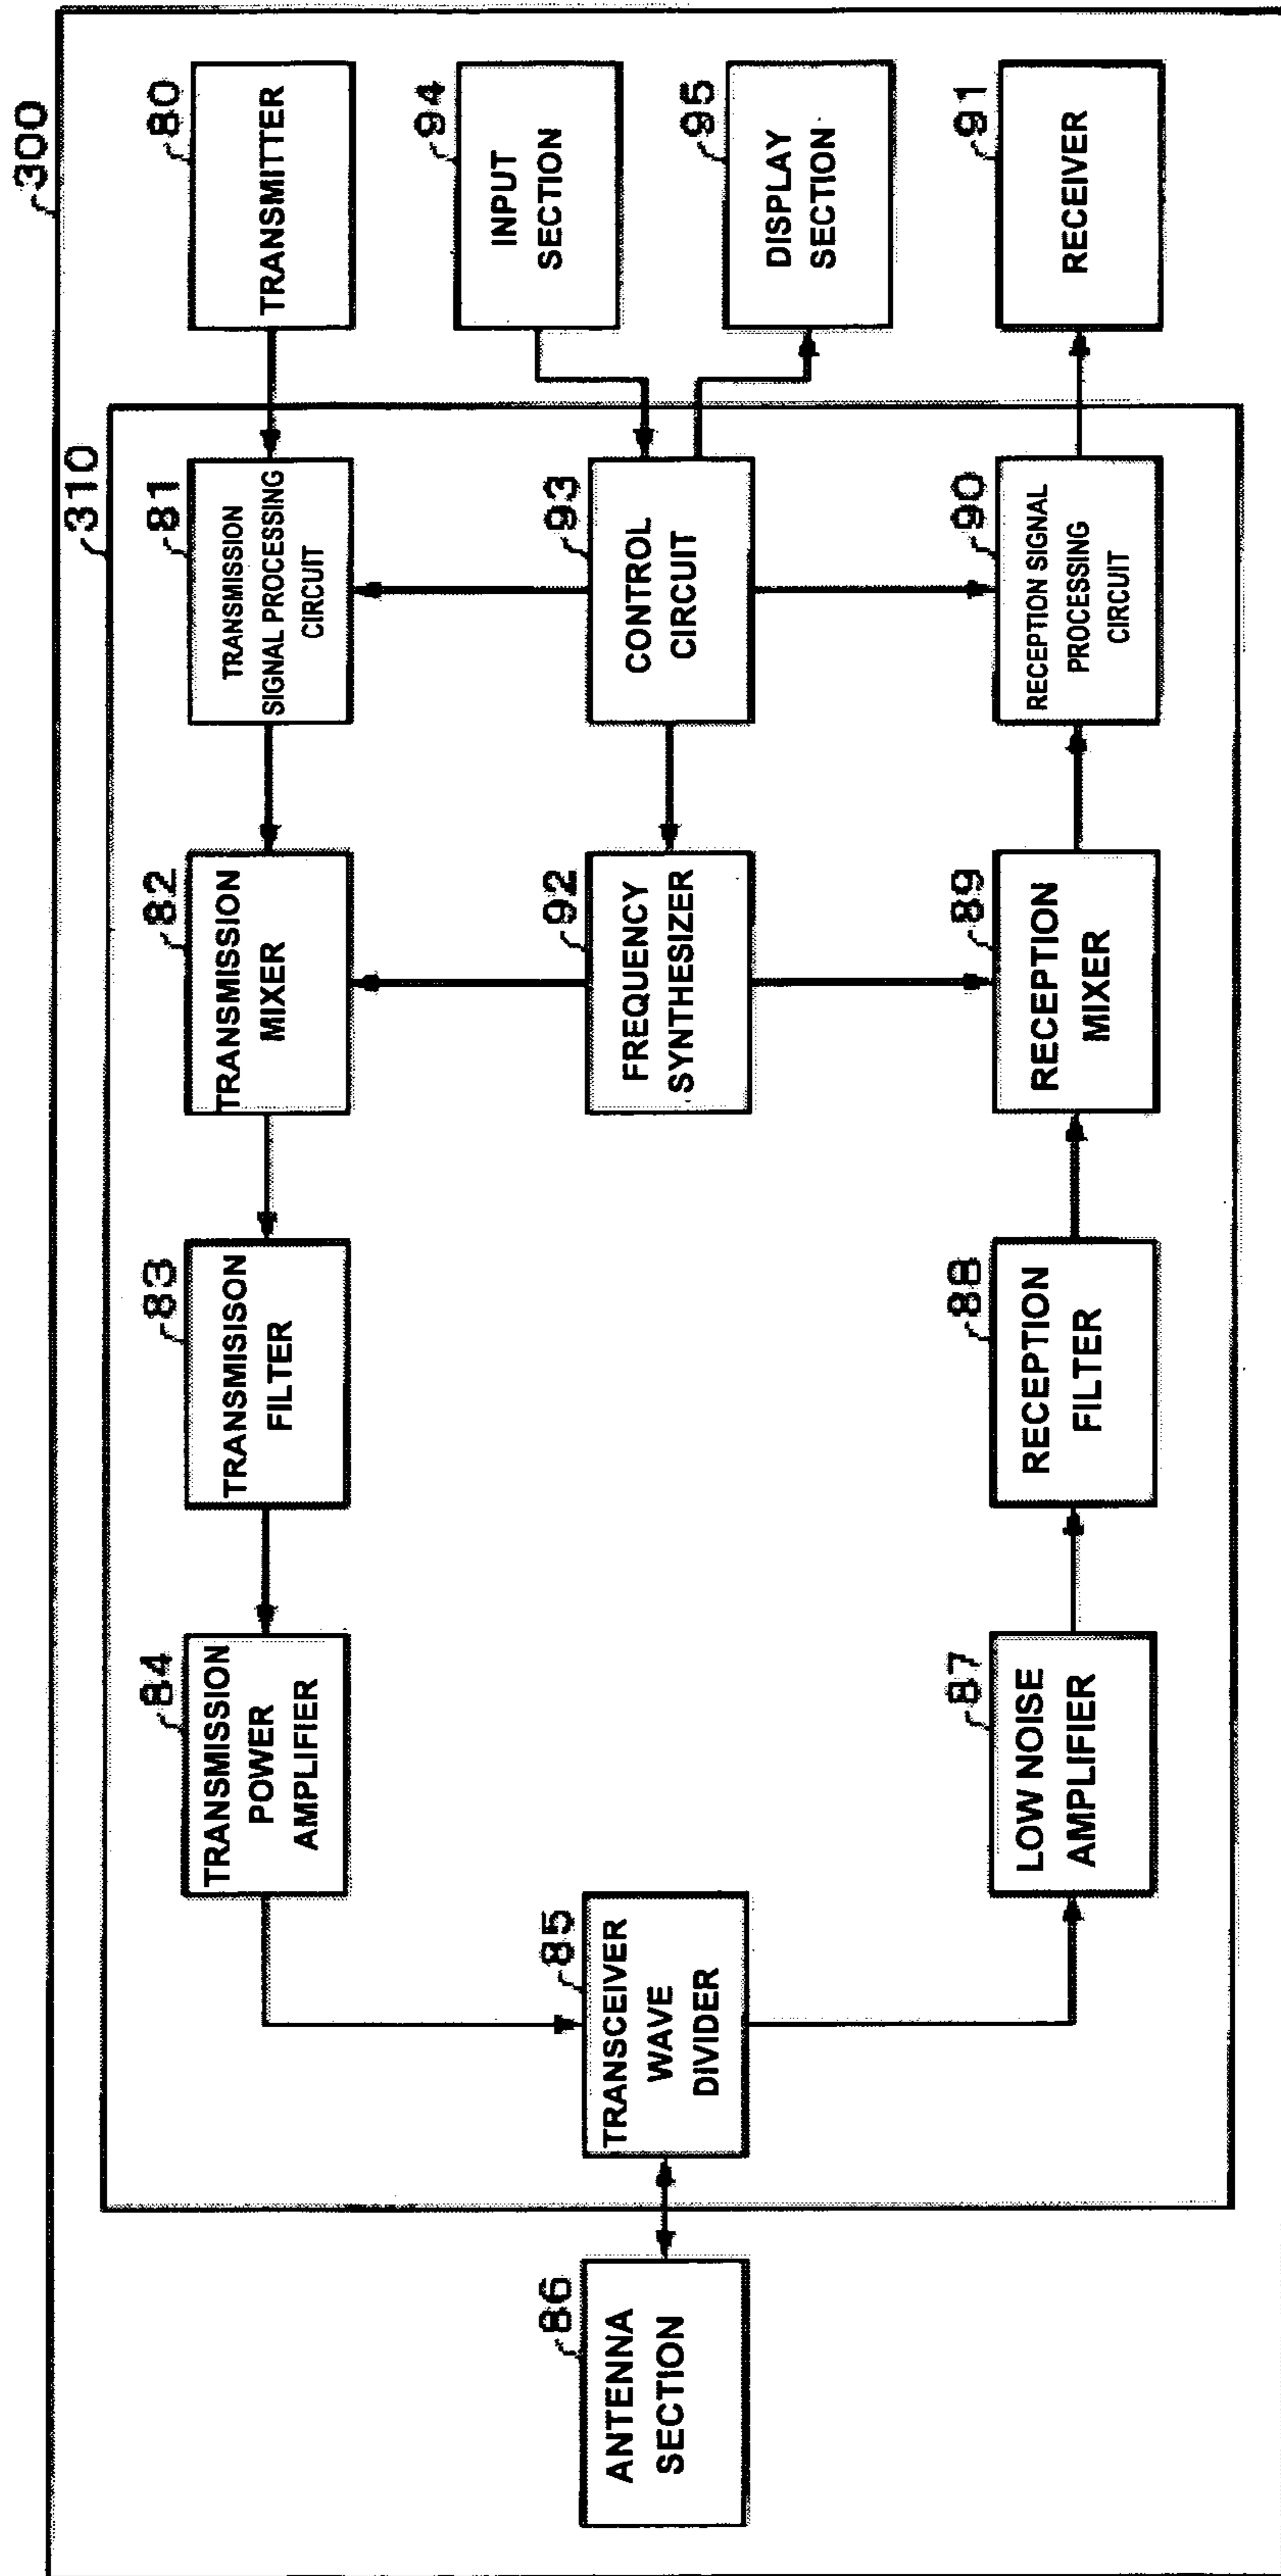 300
310
86
ANTENNA
SECTION
85
TRANSCEIVER
WAVE
DIVIDER
84
TRANSMISSION
POWER
AMPLIFIER
83
TRANSMISISON
FILTER
82
TRANSMISSION
MIXER
81
TRANSMISSION
SIGNAL PROCESSING
CIRCUIT
80
TRANSMITTER
94
INPUT
SECTION
95
DISPLAY
SECTION
93
CONTROL
CIRCUIT
92
FREQUENCY
SYNTHESIZER
87
LOW NOISE
AMPLIFIER
88
RECEPTION
FILTER
89
RECEPTION
MIXER
90
RECEPTION SIGNAL
PROCESSING
CIRCUIT
91
RECEIVER